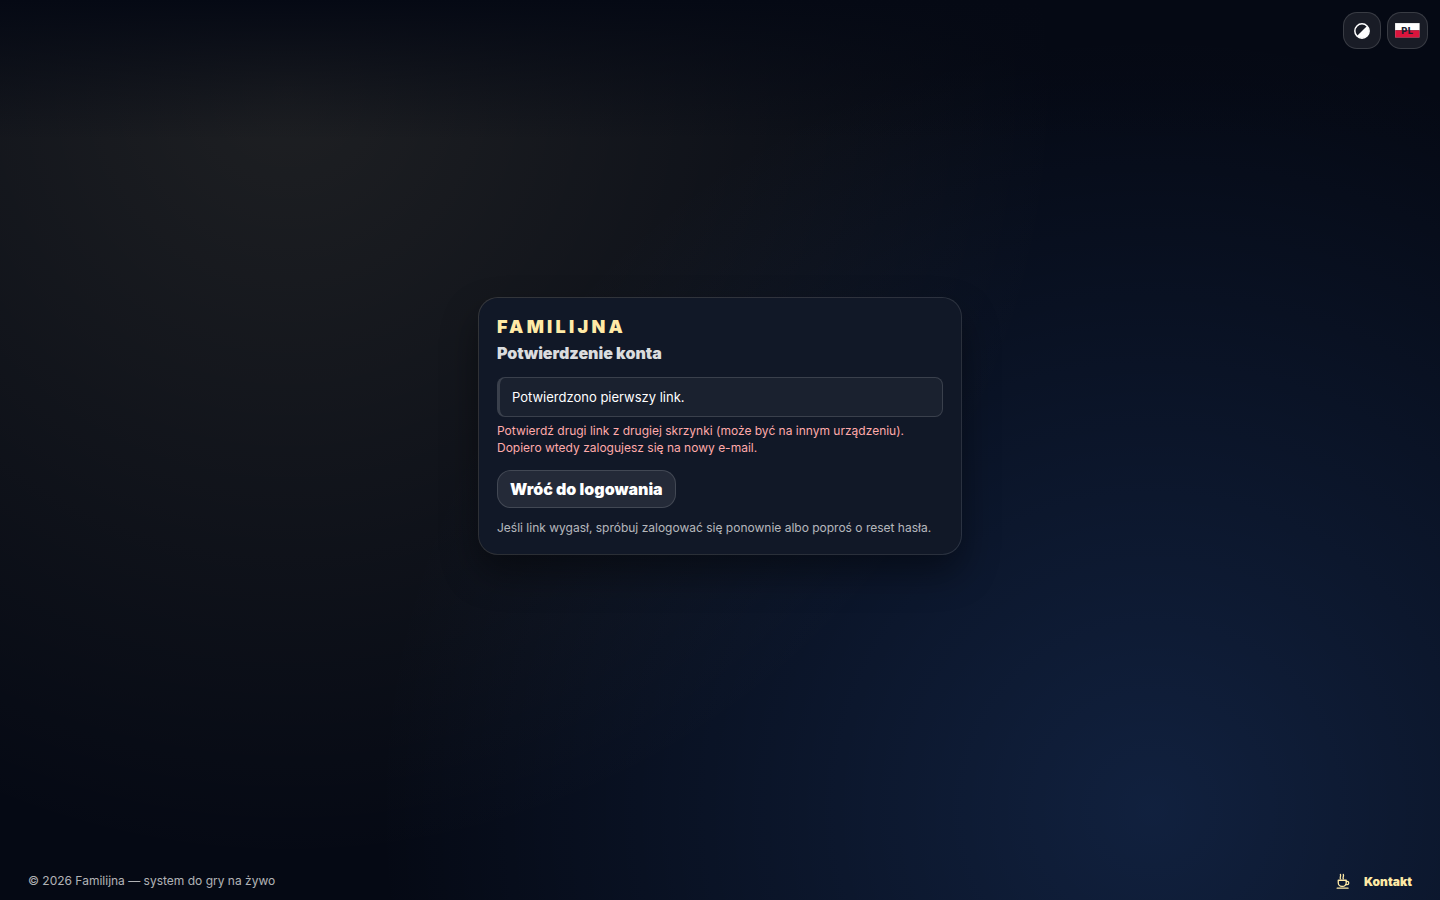 PL
FAMILIJNA
Potwierdzenie konta
Potwierdzono pierwszy link.
Potwierdź drugi link z drugiej skrzynki (może być na innym urządzeniu).
Dopiero wtedy zalogujesz się na nowy e-mail.
Wróć do logowania
Jeśli link wygasł, spróbuj zalogować się ponownie albo poproś o reset hasła.
© 2026 Familijna — system do gry na żywo
Kontakt